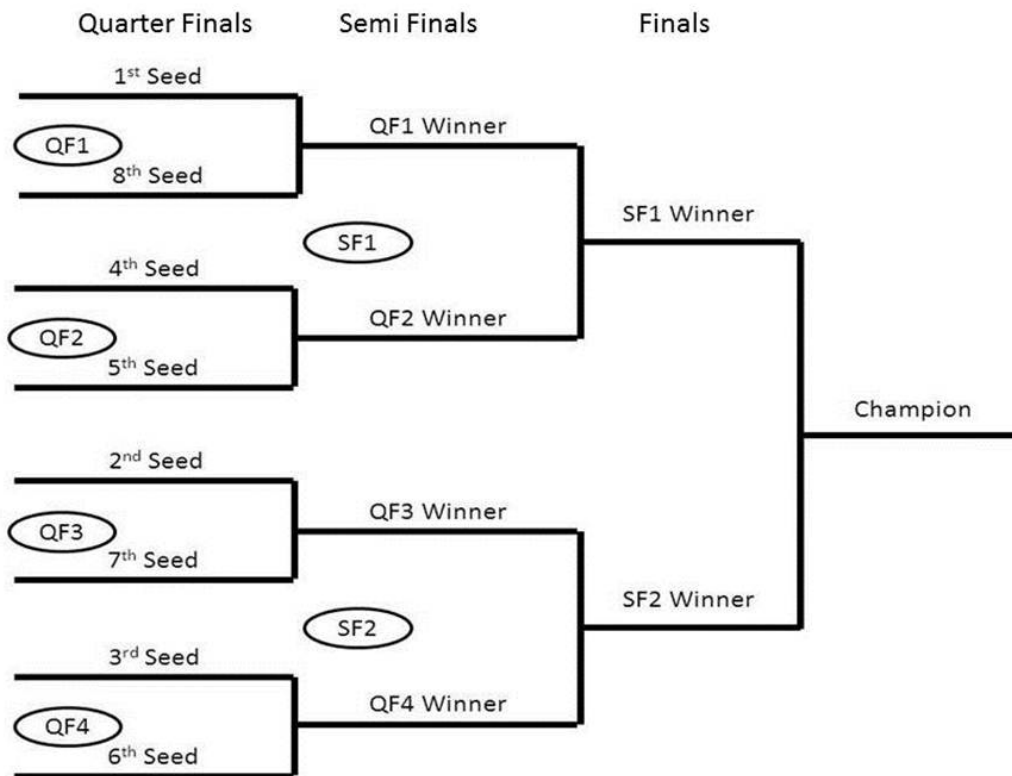 Quarter Finals
Semi Finals
Finals
1st Seed
QF1
8th Seed
QF1 Winner
SF1
SF1 Winner
4th Seed
QF2
5th Seed
QF2 Winner
Champion
2nd Seed
QF3
7th Seed
QF3 Winner
SF2
SF2 Winner
3rd Seed
QF4
6th Seed
QF4 Winner